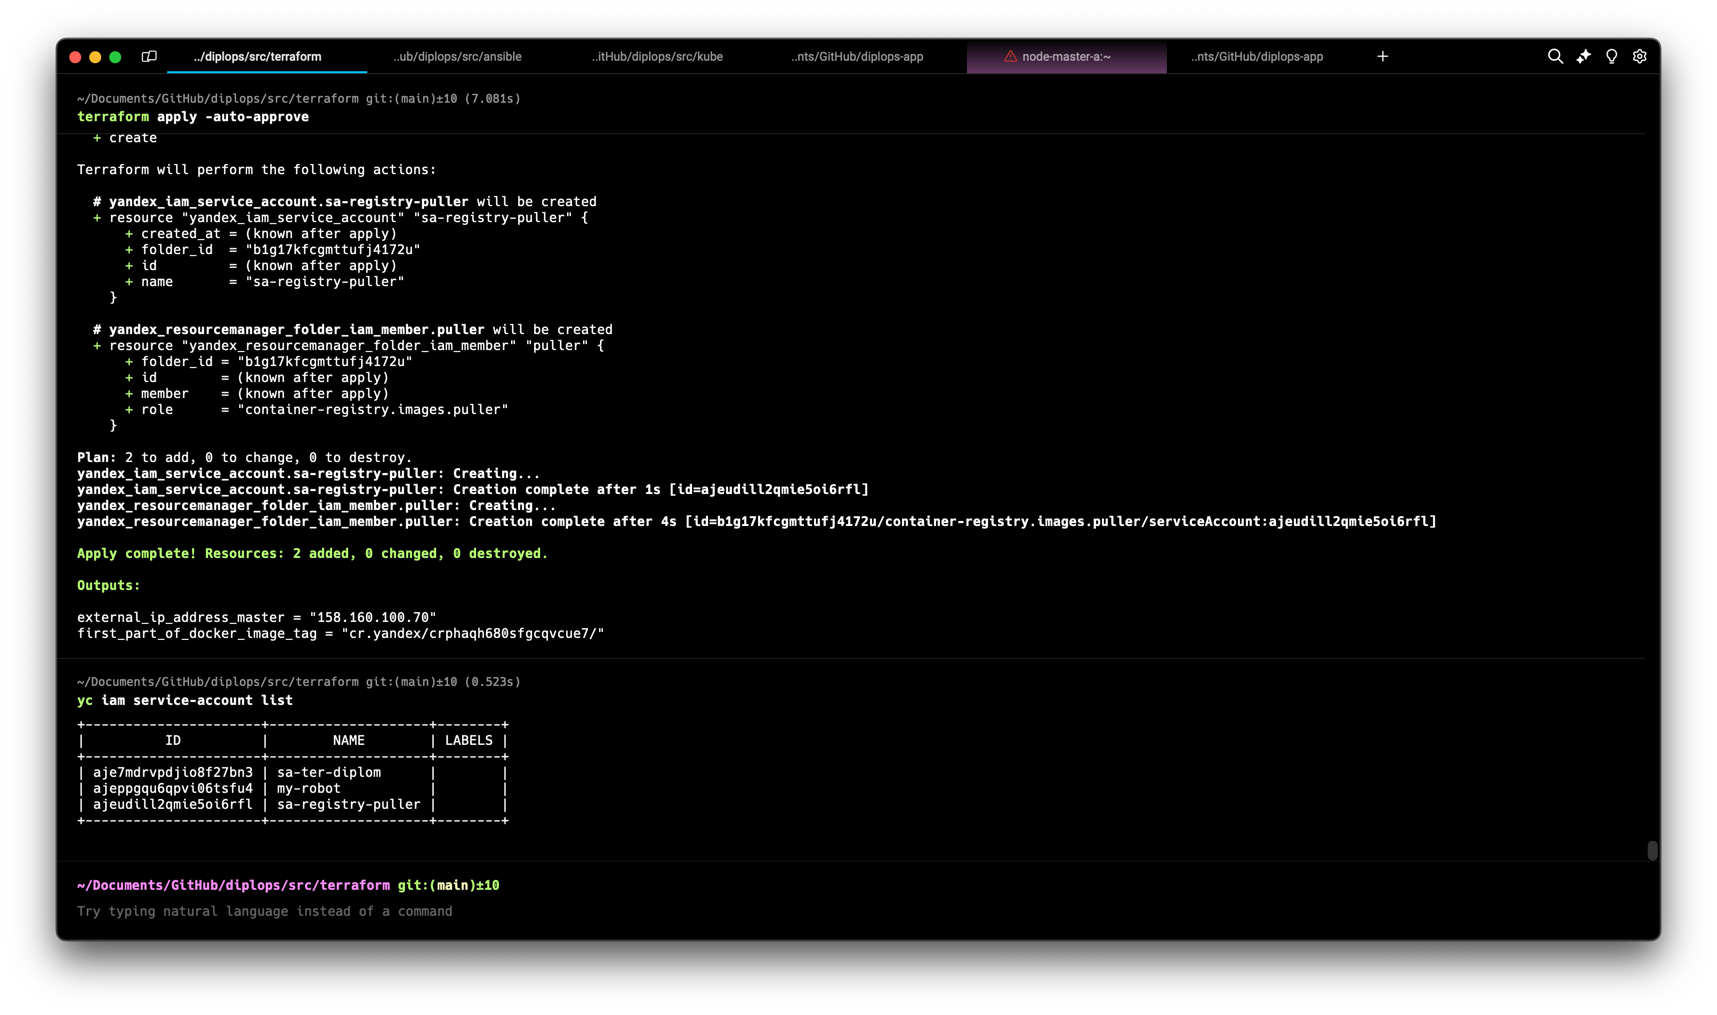 ../diplops/src/terraform
..ub/diplops/src/ansible
..itHub/diplops/src/kube
..nts/GitHub/diplops-app
node-master-a:~
..nts/GitHub/diplops-app
+
~/Documents/GitHub/diplops/src/terraform git:(main)±10 (7.081s)
terraform apply -auto-approve
  + create

Terraform will perform the following actions:

  # yandex_iam_service_account.sa-registry-puller will be created
  + resource "yandex_iam_service_account" "sa-registry-puller" {
      + created_at = (known after apply)
      + folder_id  = "b1g17kfcgmttufj4172u"
      + id         = (known after apply)
      + name       = "sa-registry-puller"
    }

  # yandex_resourcemanager_folder_iam_member.puller will be created
  + resource "yandex_resourcemanager_folder_iam_member" "puller" {
      + folder_id = "b1g17kfcgmttufj4172u"
      + id        = (known after apply)
      + member    = (known after apply)
      + role      = "container-registry.images.puller"
    }

Plan: 2 to add, 0 to change, 0 to destroy.
yandex_iam_service_account.sa-registry-puller: Creating...
yandex_iam_service_account.sa-registry-puller: Creation complete after 1s [id=ajeudill2qmie5oi6rfl]
yandex_resourcemanager_folder_iam_member.puller: Creating...
yandex_resourcemanager_folder_iam_member.puller: Creation complete after 4s [id=b1g17kfcgmttufj4172u/container-registry.images.puller/serviceAccount:ajeudill2qmie5oi6rfl]

Apply complete! Resources: 2 added, 0 changed, 0 destroyed.

Outputs:

external_ip_address_master = "158.160.100.70"
first_part_of_docker_image_tag = "cr.yandex/crphaqh680sfgcqvcue7/"

~/Documents/GitHub/diplops/src/terraform git:(main)±10 (0.523s)
yc iam service-account list
+----------------------+--------------------+--------+
|          ID          |        NAME        | LABELS |
+----------------------+--------------------+--------+
| aje7mdrvpdjio8f27bn3 | sa-ter-diplom      |        |
| ajeppgqu6qpvi06tsfu4 | my-robot           |        |
| ajeudill2qmie5oi6rfl | sa-registry-puller |        |
+----------------------+--------------------+--------+

~/Documents/GitHub/diplops/src/terraform git:(main)±10
Try typing natural language instead of a command